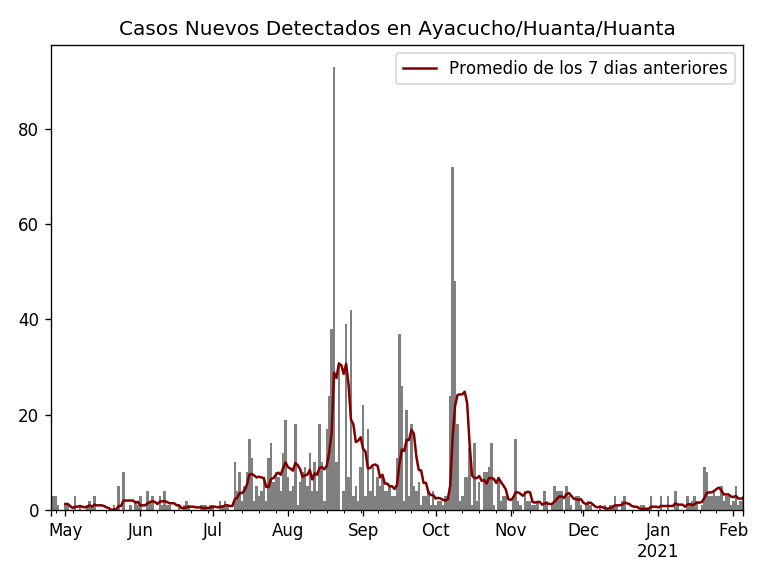 Casos Nuevos Detectados en Ayacucho/Huanta/Huanta
Promedio de los 7 dias anteriores
80
60
40
20
0
May Jun Jul Aug Sep Oct Nov Dec Jan Feb
2021